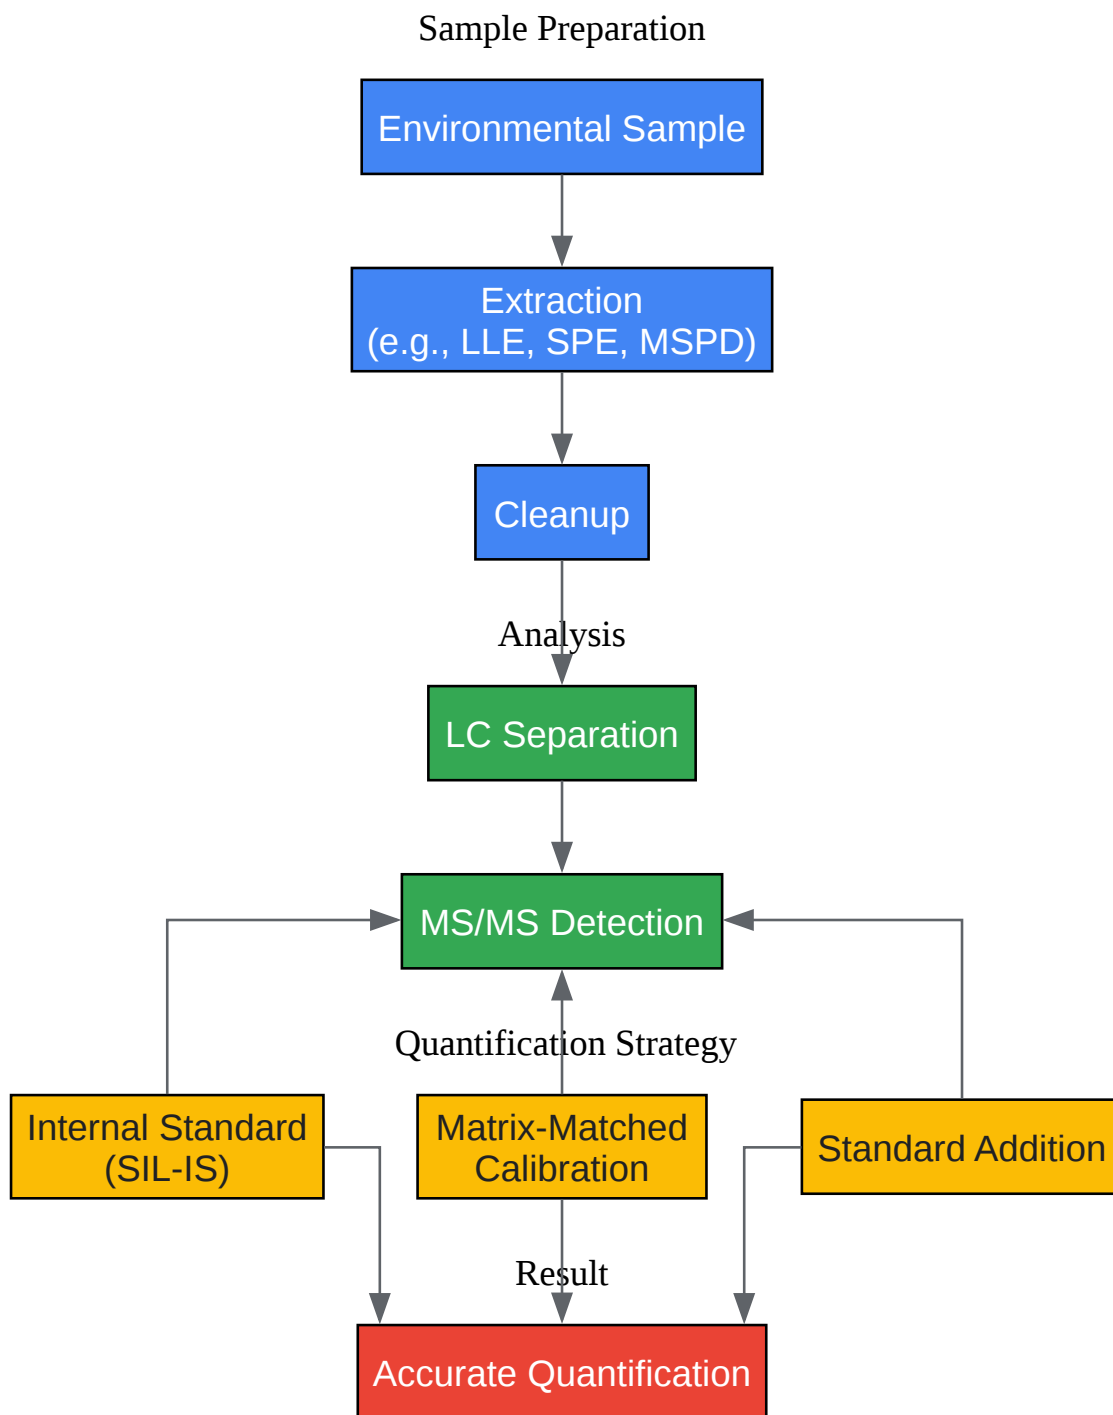 Sample Preparation
Environmental Sample
Extraction
(e.g., LLE, SPE, MSPD)
Cleanup
Analysis
LC Separation
MS/MS Detection
Quantification Strategy
Internal Standard
(SIL-IS)
Matrix-Matched
Calibration
Standard Addition
Result
Accurate Quantification